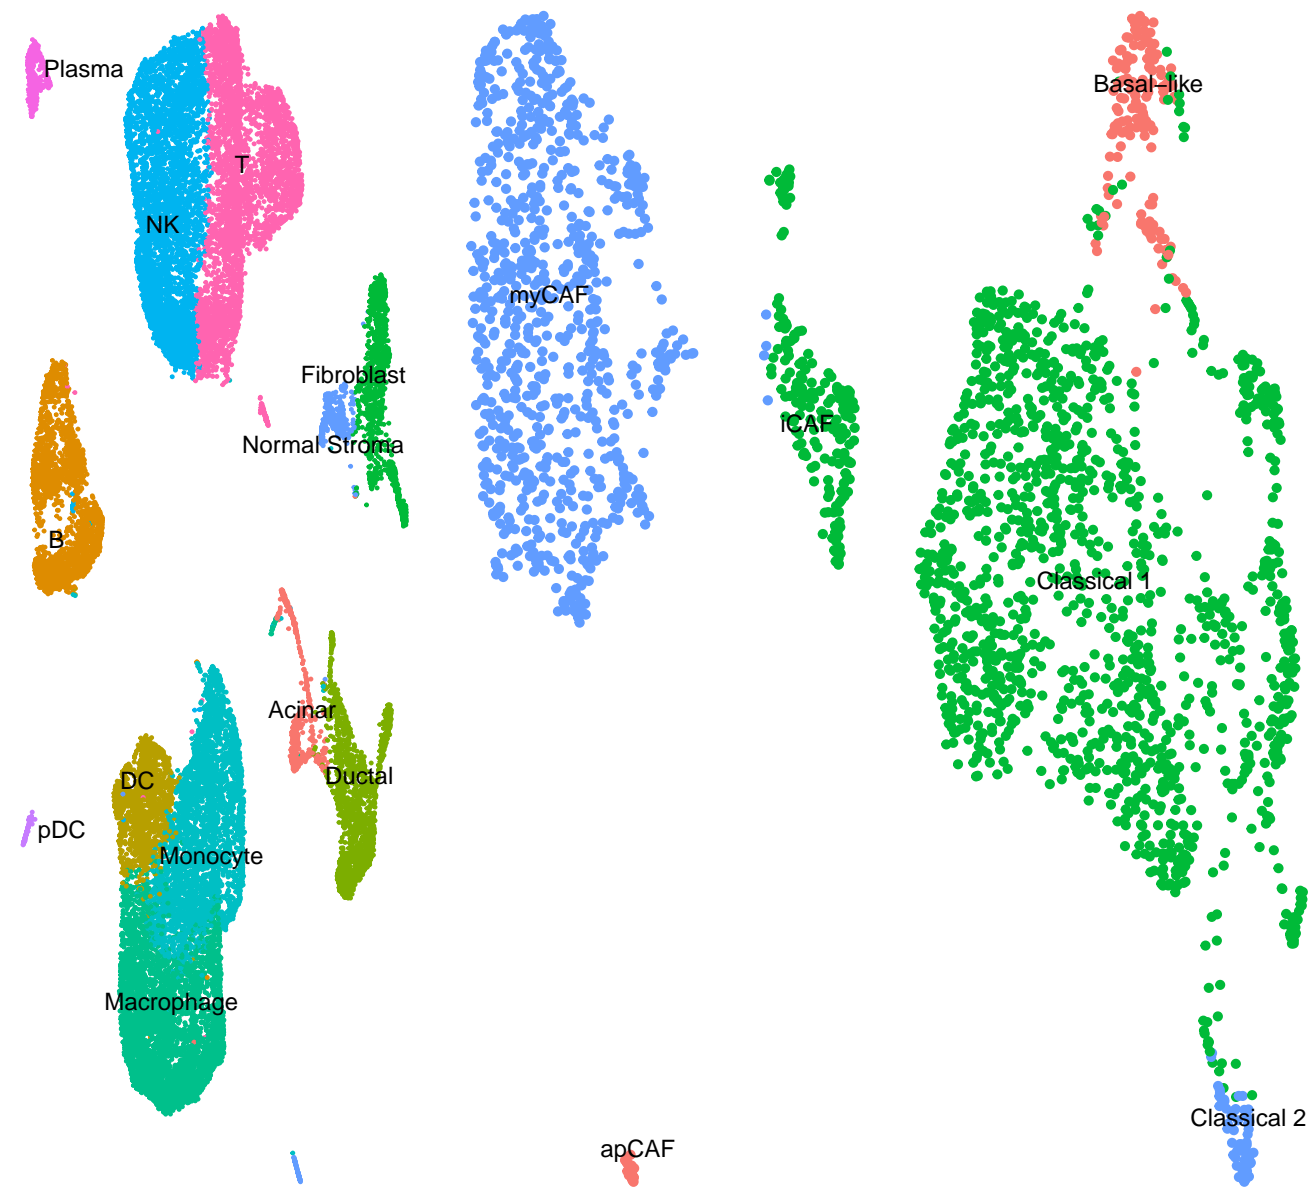 Plasma
Basal−like
T
NK
myCAF
Fibroblast
iCAF
Normal Stroma
B
Classical 1
Acinar
Ductal
DC
pDC
Monocyte
Macrophage
Classical 2
apCAF